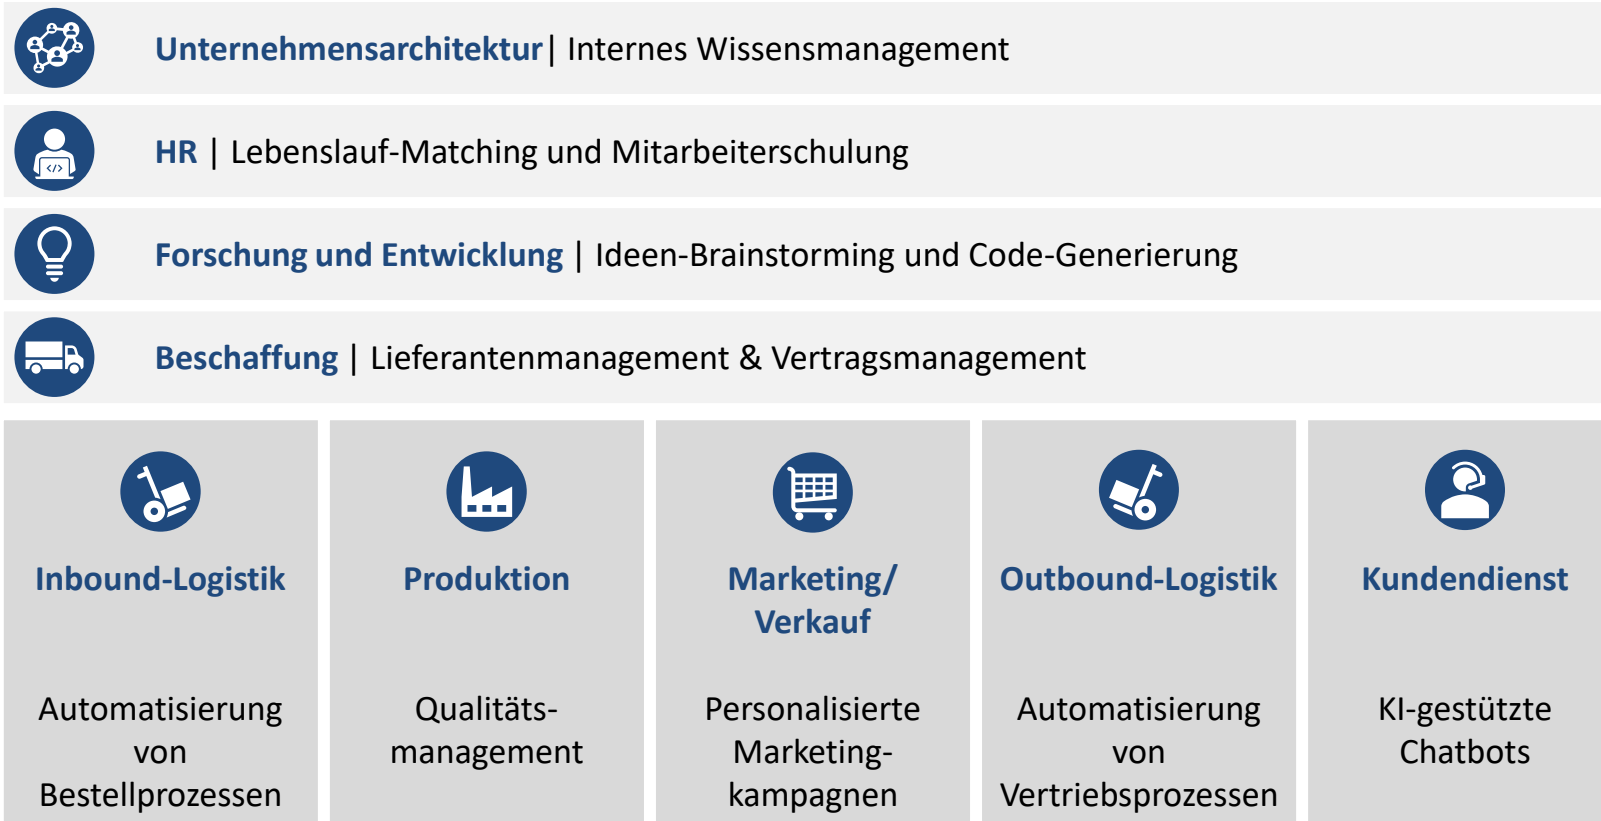 Unternehmensarchitektur| Internes Wissensmanagement
HR | Lebenslauf-Matching und Mitarbeiterschulung
</>
Forschung und Entwicklung | Ideen-Brainstorming und Code-Generierung
Beschaffung | Lieferantenmanagement & Vertragsmanagement
Inbound-Logistik
Automatisierung
von
Bestellprozessen
Produktion
Qualitäts-
management
Marketing/
Verkauf
Personalisierte
Marketing-
kampagnen
Outbound-Logistik
Automatisierung
von
Vertriebsprozessen
Kundendienst
KI-gestützte
Chatbots